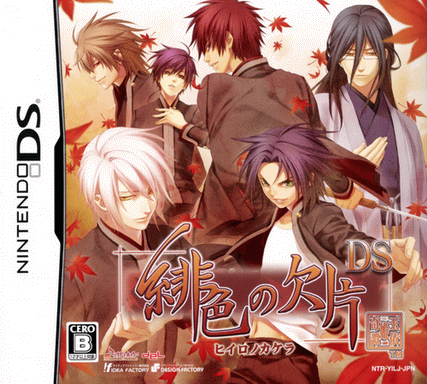 NINTENDO DS
緋色の欠片
DS
ヒイロノカケラ
CERO
B
IDEA FACTORY
DESIGN FACTORY
NTR-YILJ-JPN